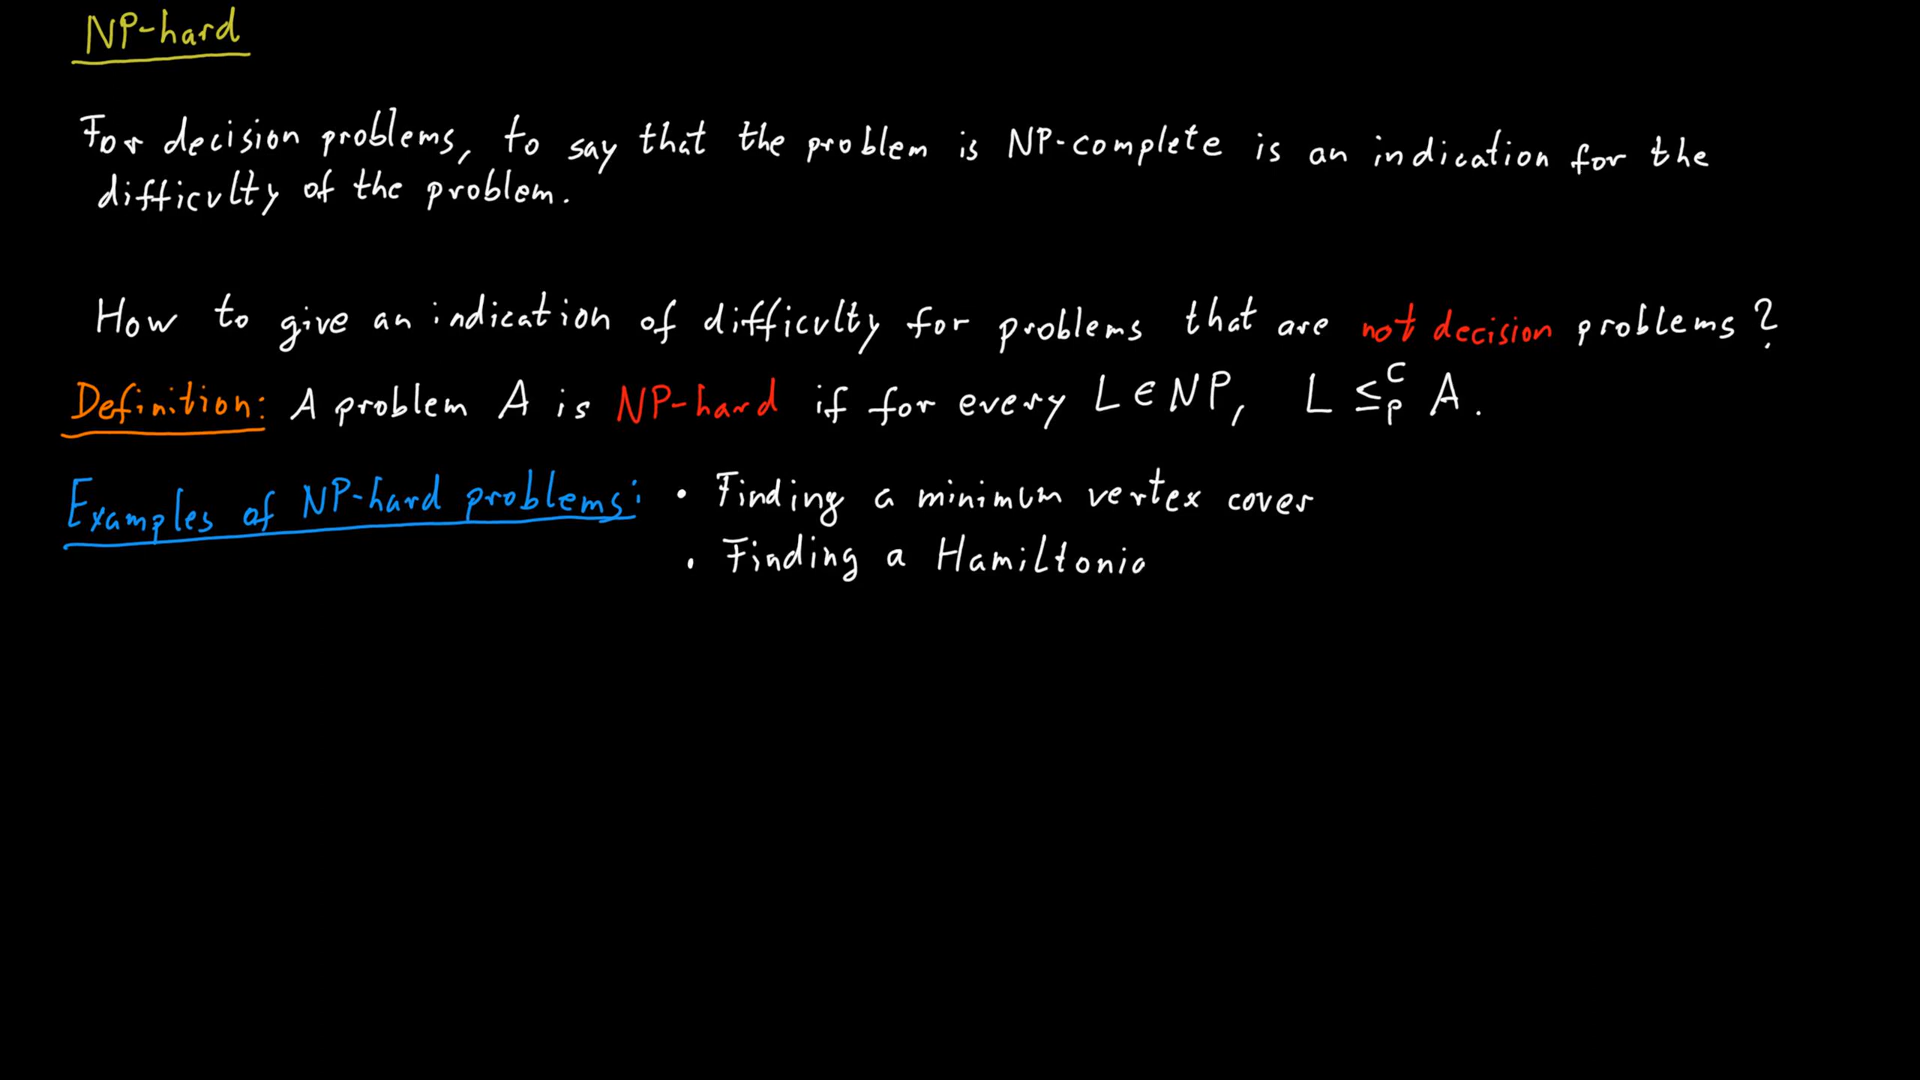 NP-hard
For decision problems, to say that the problem is NP-complete is an indication for the
difficulty of the problem.
How to give an indication of difficulty for problems that are not decision problems?
Definition: A problem A is NP-hard if for every L ∈ NP, L ≤ₚᶜ A.
Examples of NP-hard problems: • Finding a minimum vertex cover
• Finding a Hamiltonio